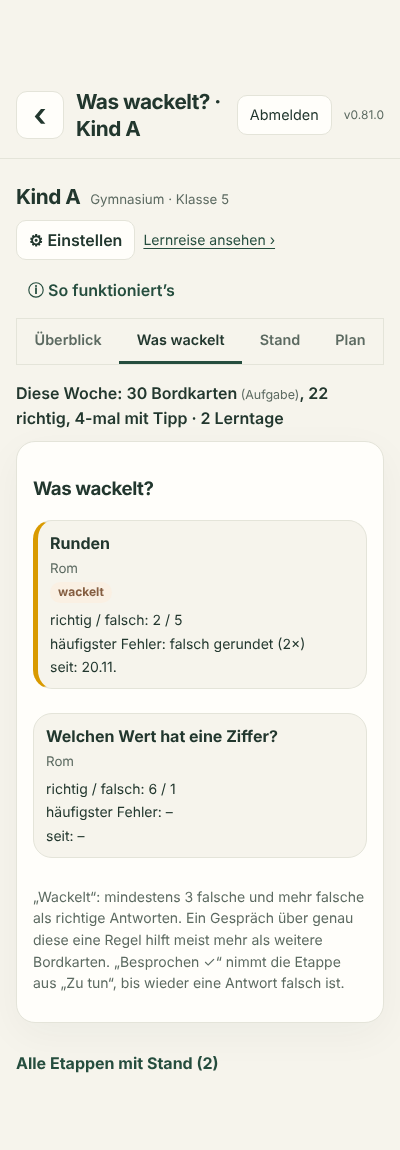 ‹
Was wackelt? ·
Kind A
Abmelden
v0.81.0
Kind A Gymnasium · Klasse 5
⚙ Einstellen
Lernreise ansehen ›
ⓘ So funktioniert’s
Überblick
Was wackelt
Stand
Plan
Diese Woche: 30 Bordkarten (Aufgabe), 22
richtig, 4-mal mit Tipp · 2 Lerntage
Was wackelt?
Runden
Rom
wackelt
richtig / falsch: 2 / 5
häufigster Fehler: falsch gerundet (2×)
seit: 20.11.
Welchen Wert hat eine Ziffer?
Rom
richtig / falsch: 6 / 1
häufigster Fehler: –
seit: –
„Wackelt“: mindestens 3 falsche und mehr falsche
als richtige Antworten. Ein Gespräch über genau
diese eine Regel hilft meist mehr als weitere
Bordkarten. „Besprochen ✓“ nimmt die Etappe
aus „Zu tun“, bis wieder eine Antwort falsch ist.
Alle Etappen mit Stand (2)